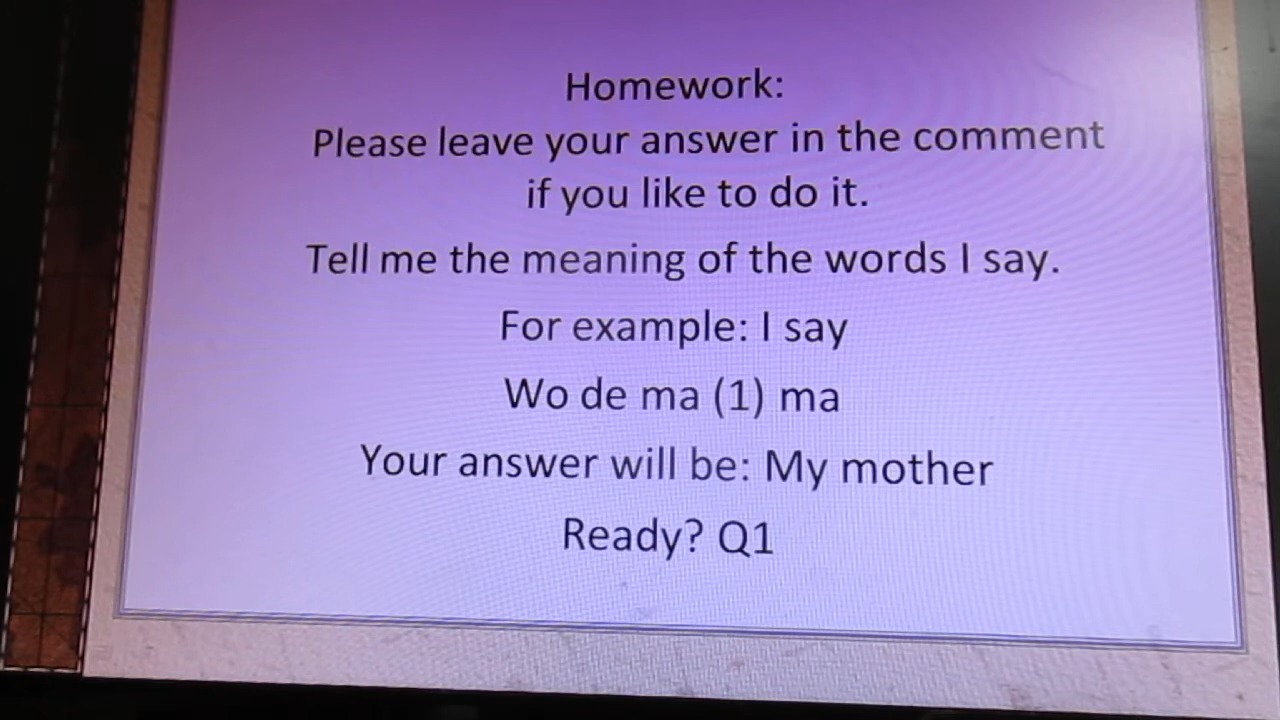 Homework:
Please leave your answer in the comment
if you like to do it.
Tell me the meaning of the words I say.
For example: I say
Wo de ma (1) ma
Your answer will be: My mother
Ready? Q1